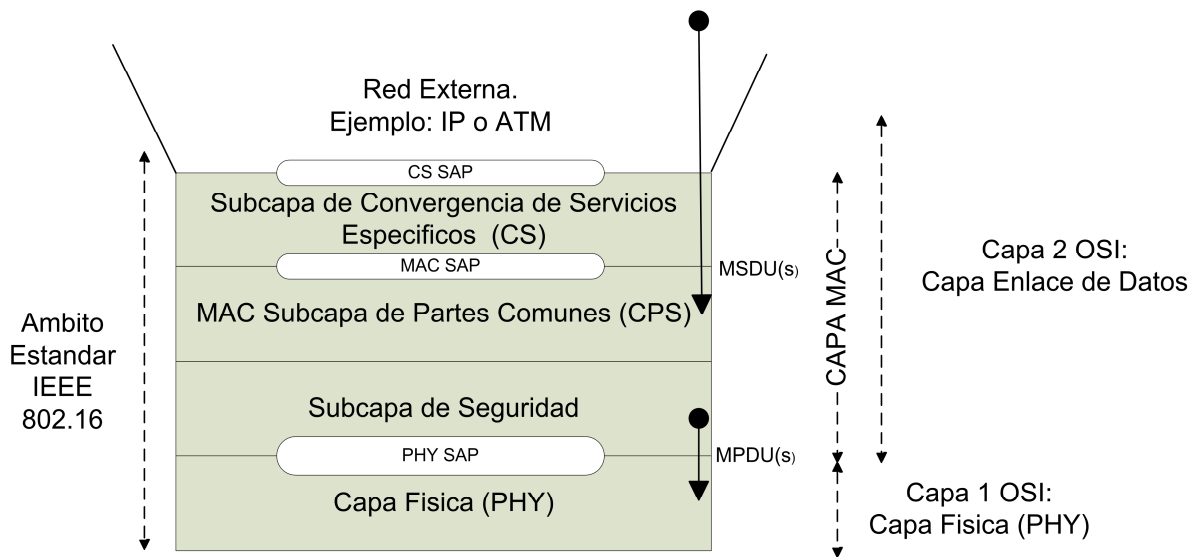 Red Externa.
Ejemplo: IP o ATM
CS SAP
Subcapa de Convergencia de Servicios
Especificos (CS)
MAC SAP
MSDU(s)
MAC Subcapa de Partes Comunes (CPS)
Ambito
Estandar
IEEE
802.16
Subcapa de Seguridad
PHY SAP
MPDU(s)
Capa Fisica (PHY)
CAPA MAC
Capa 2 OSI:
Capa Enlace de Datos
Capa 1 OSI:
Capa Fisica (PHY)